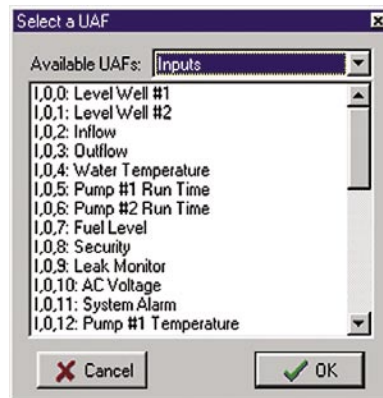 Select a UAF
Available UAFs: Inputs
I,0,0: Level Well #1
I,0,1: Level Well #2
I,0,2: Inflow
I,0,3: Outflow
I,0,4: Water Temperature
I,0,5: Pump #1 Run Time
I,0,6: Pump #2 Run Time
I,0,7: Fuel Level
I,0,8: Security
I,0,9: Leak Monitor
I,0,10: AC Voltage
I,0,11: System Alarm
I,0,12: Pump #1 Temperature
Cancel OK